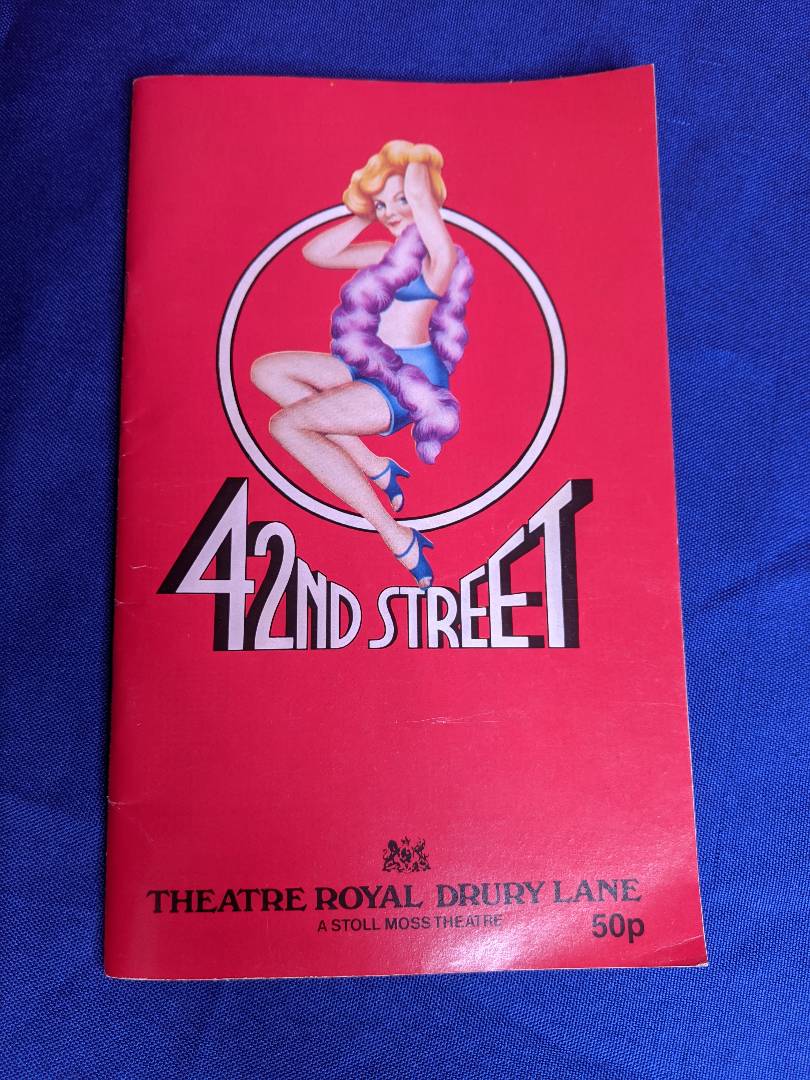 42ND STREET
THEATRE ROYAL DRURY LANE
A STOLL MOSS THEATRE
50p